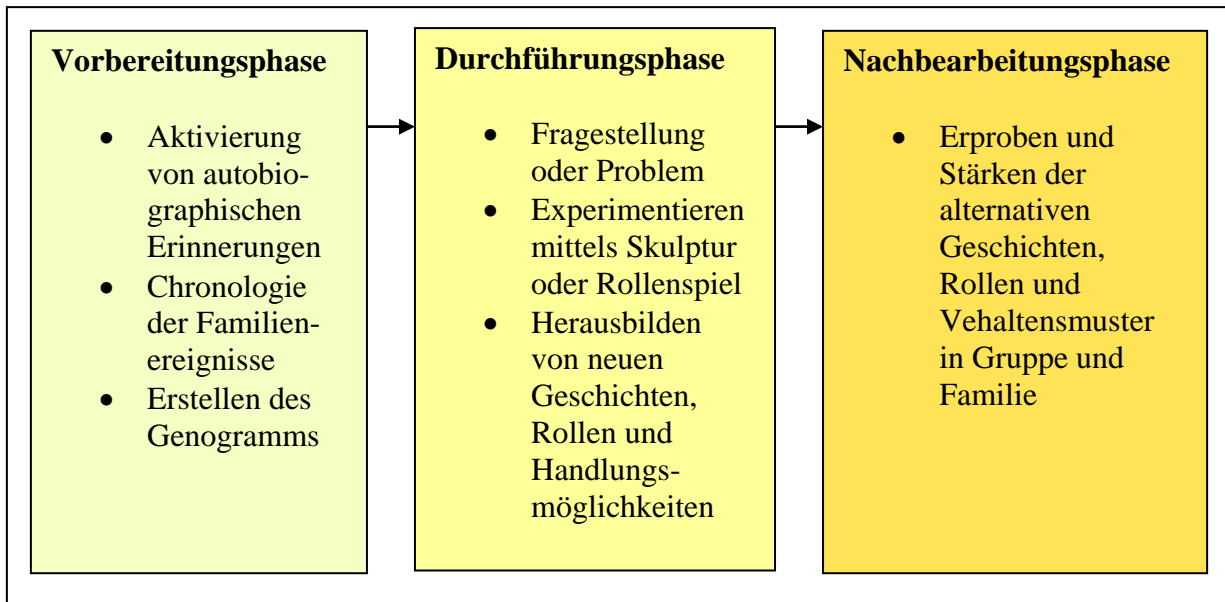 Vorbereitungsphase
• Aktivierung
von autobio-
graphischen
Erinnerungen
• Chronologie
der Familien-
ereignisse
• Erstellen des
Genogramms
Durchführungsphase
• Fragestellung
oder Problem
• Experimentieren
mittels Skulptur
oder Rollenspiel
• Herausbilden
von neuen
Geschichten,
Rollen und
Handlungs-
möglichkeiten
Nachbearbeitungsphase
• Erproben und
Stärken der
alternativen
Geschichten,
Rollen und
Vehaltensmuster
in Gruppe und
Familie